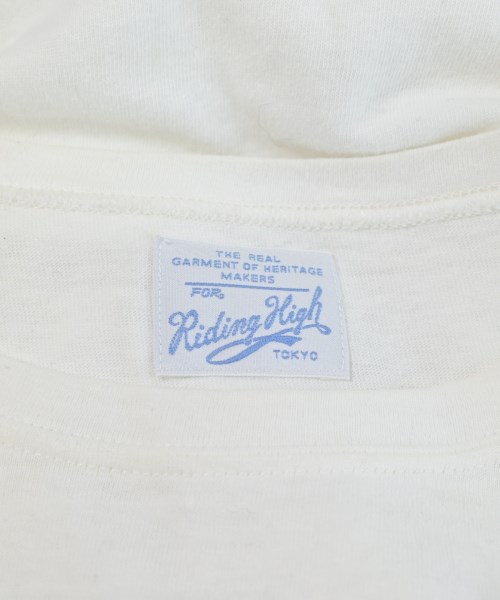 THE REAL
GARMENT OF HERITAGE
MAKERS
FOR.
Riding High
TOKYO